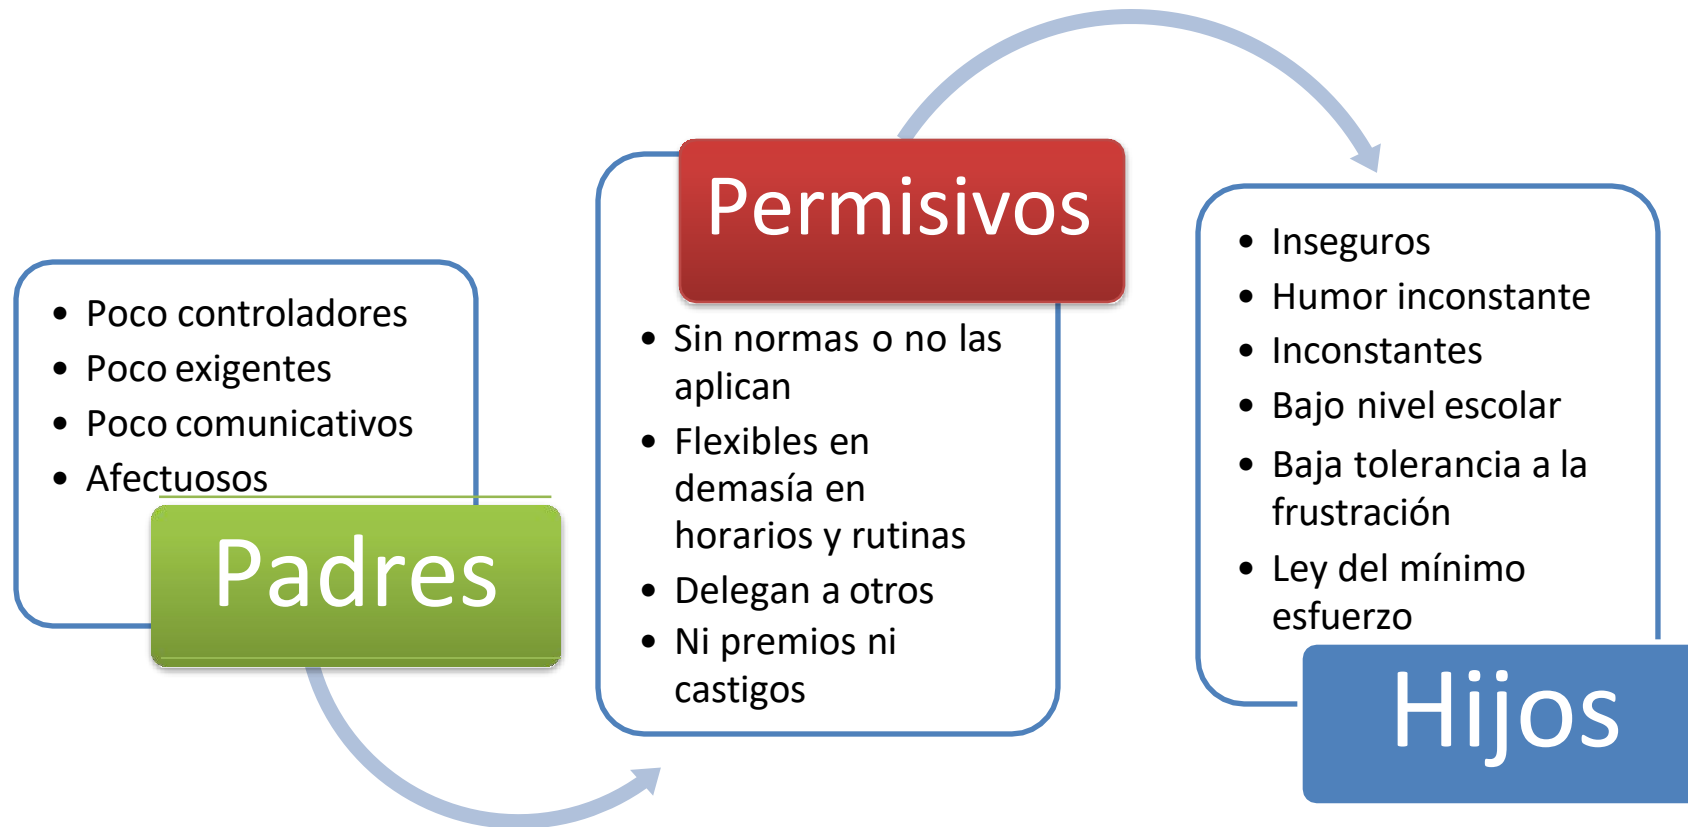 • Poco controladores
• Poco exigentes
• Poco comunicativos
• Afectuosos
Padres
Permisivos
• Sin normas o no las
aplican
• Flexibles en
demasía en
horarios y rutinas
• Delegan a otros
• Ni premios ni
castigos
• Inseguros
• Humor inconstante
• Inconstantes
• Bajo nivel escolar
• Baja tolerancia a la
frustración
• Ley del mínimo
esfuerzo
Hijos